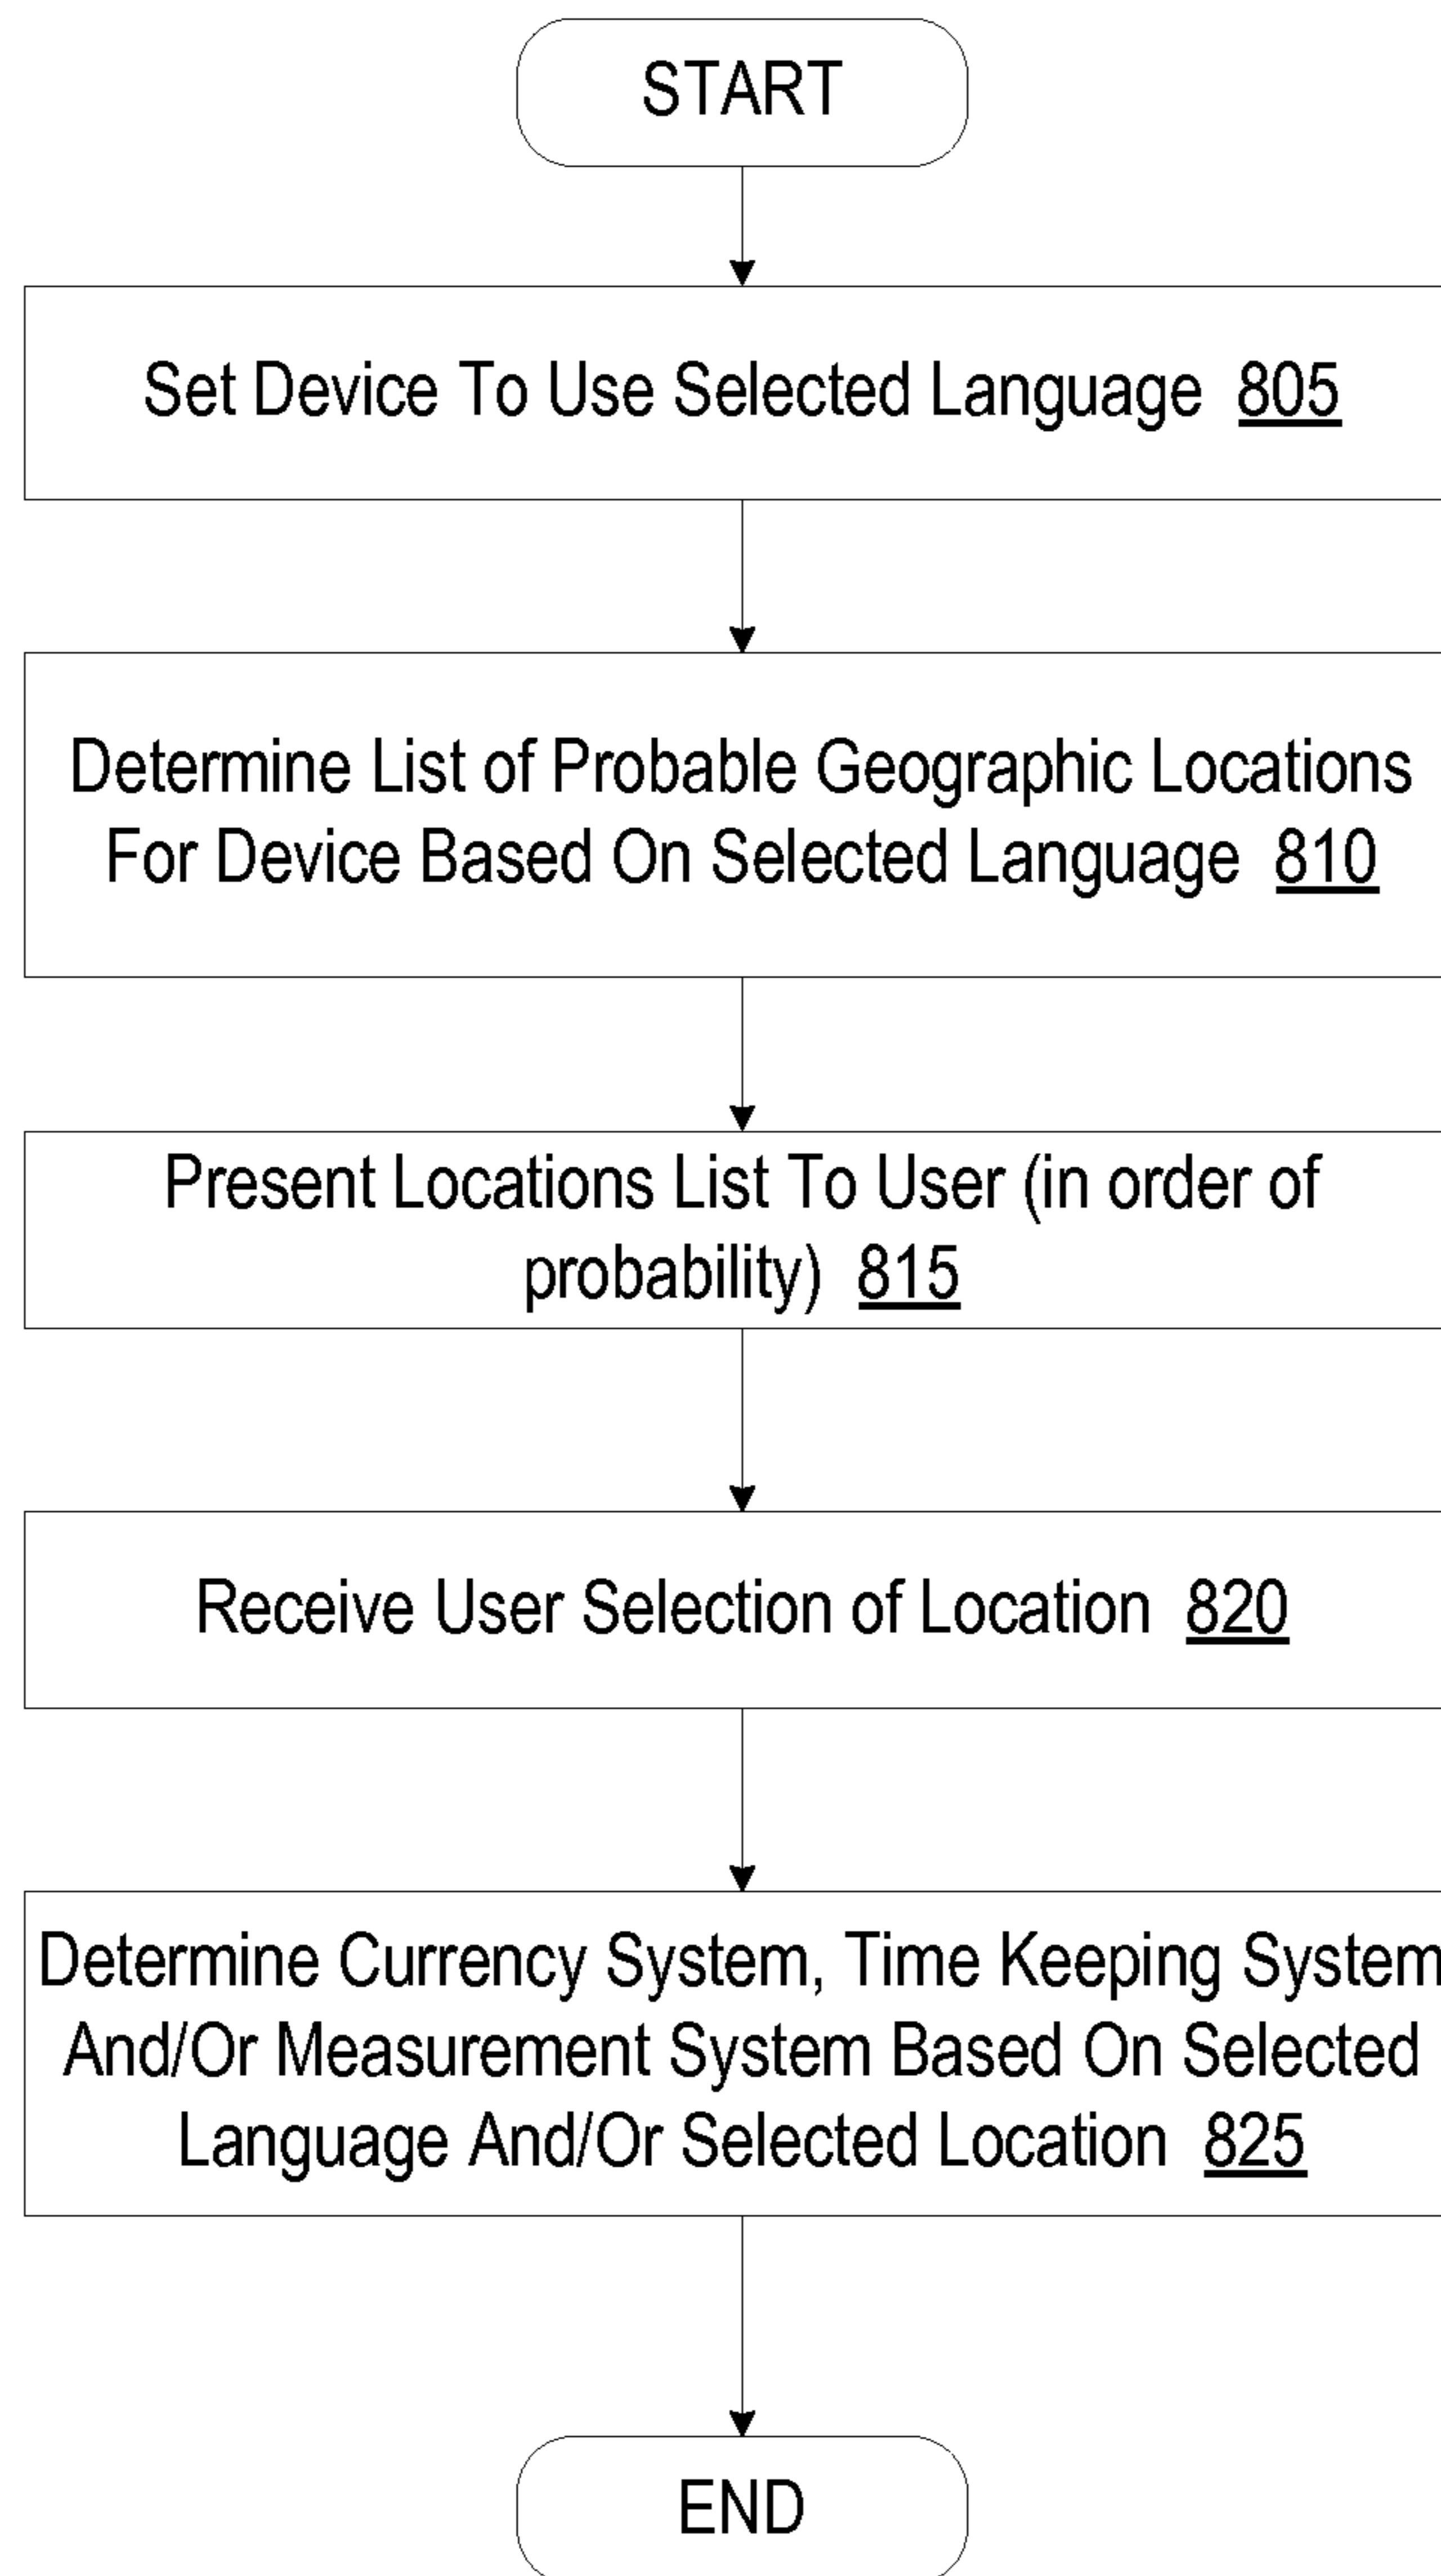 START
Set Device To Use Selected Language 805
Determine List of Probable Geographic Locations
For Device Based On Selected Language 810
Present Locations List To User (in order of
probability) 815
Receive User Selection of Location 820
Determine Currency System, Time Keeping System
And/Or Measurement System Based On Selected
Language And/Or Selected Location 825
END